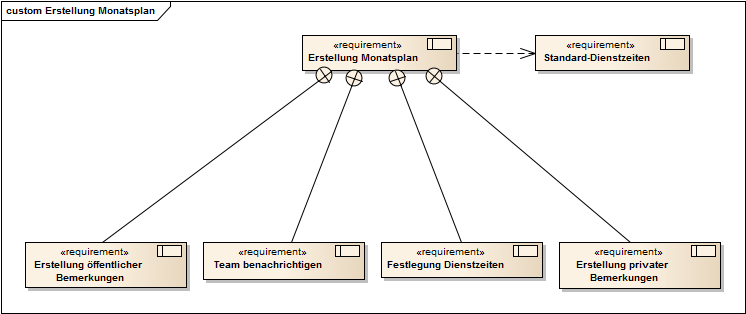 custom Erstellung Monatsplan
«requirement»
Erstellung Monatsplan
«requirement»
Standard-Dienstzeiten
«requirement»
Erstellung öffentlicher
Bemerkungen
«requirement»
Team benachrichtigen
«requirement»
Festlegung Dienstzeiten
«requirement»
Erstellung privater
Bemerkungen